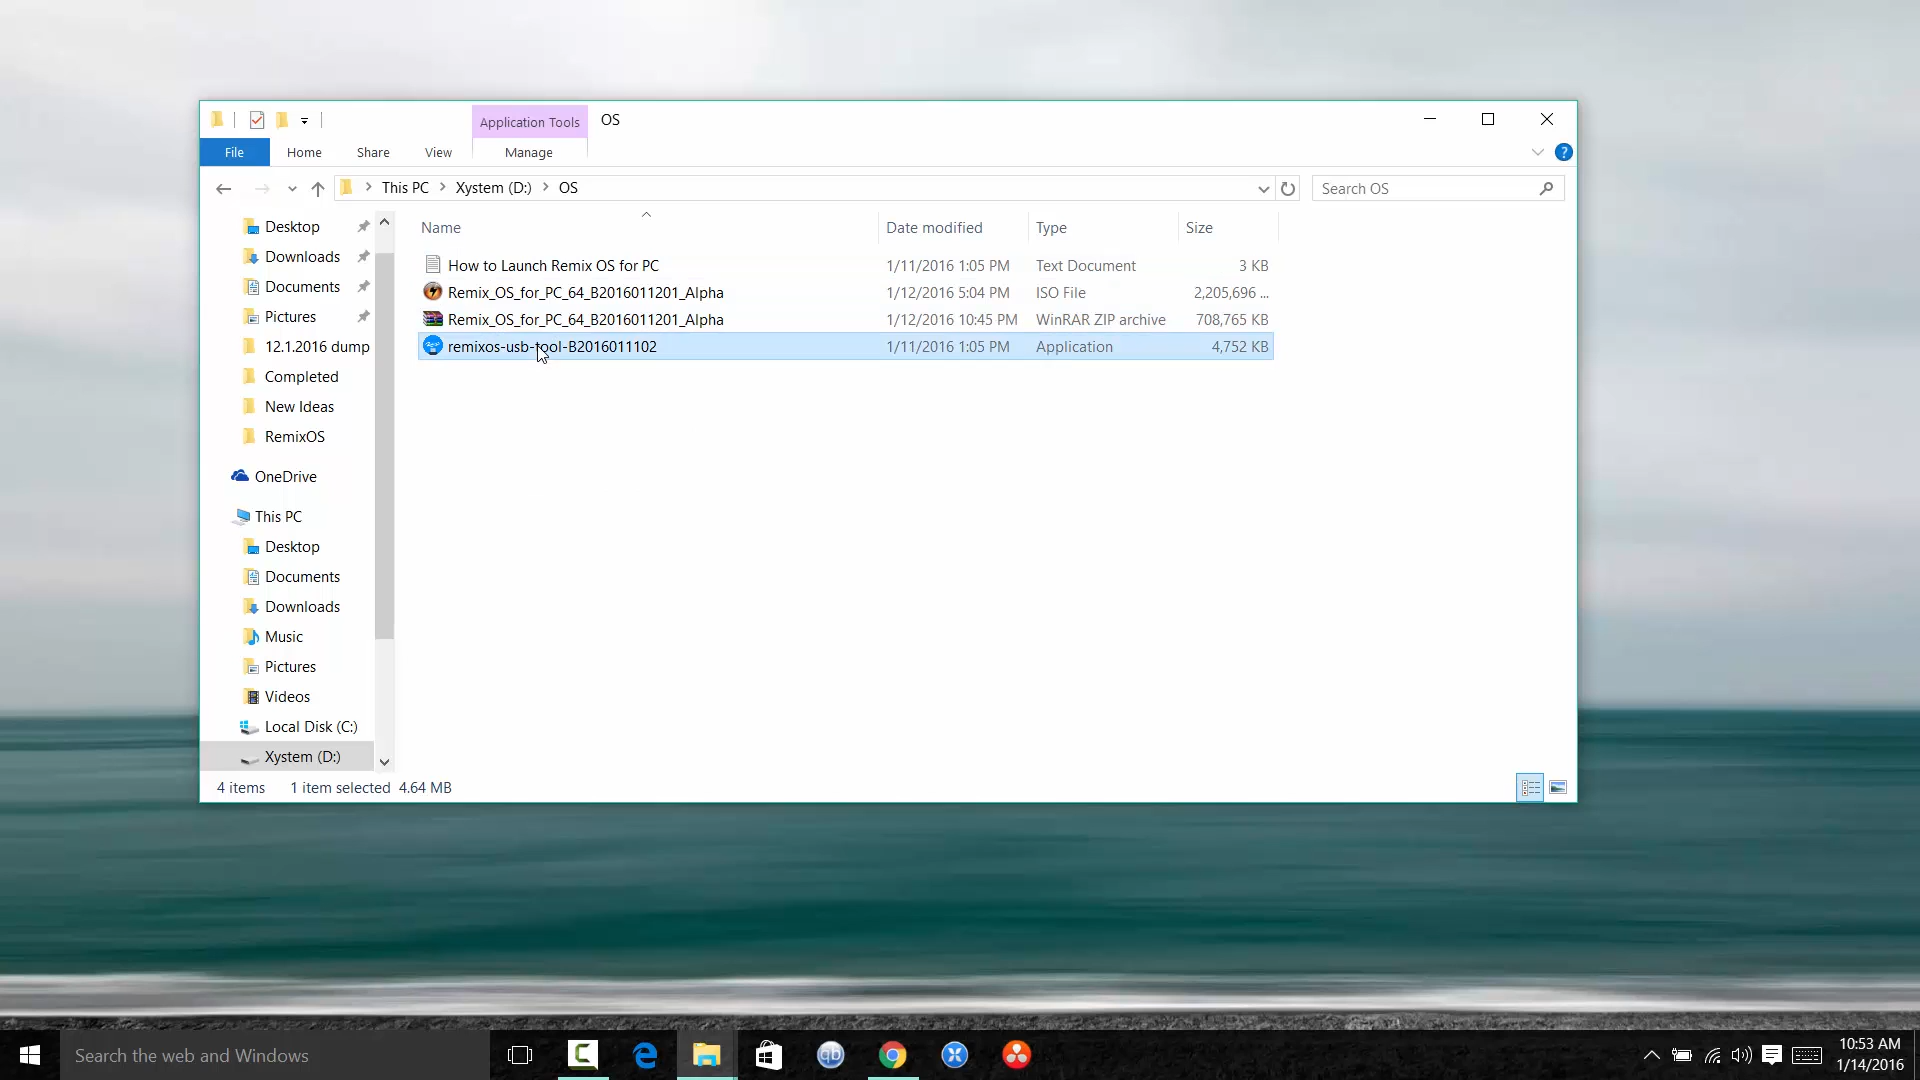 Application Tools OS
File Home Share View Manage
This PC Xystem (D:) OS
Search OS
Name Date modified Type Size
How to Launch Remix OS for PC 1/11/2016 1:05 PM Text Document 3 KB
Remix_OS_for_PC_64_B2016011201_Alpha 1/12/2016 5:04 PM ISO File 2,205,696 ...
Remix_OS_for_PC_64_B2016011201_Alpha 1/12/2016 10:45 PM WinRAR ZIP archive 708,765 KB
remixos-usb-tool-B2016011102 1/11/2016 1:05 PM Application 4,752 KB
Desktop
Downloads
Documents
Pictures
12.1.2016 dump
Completed
New Ideas
RemixOS
OneDrive
This PC
Desktop
Documents
Downloads
Music
Pictures
Videos
Local Disk (C:)
Xystem (D:)
4 items 1 item selected 4.64 MB
Search the web and Windows
qb
10:53 AM
1/14/2016